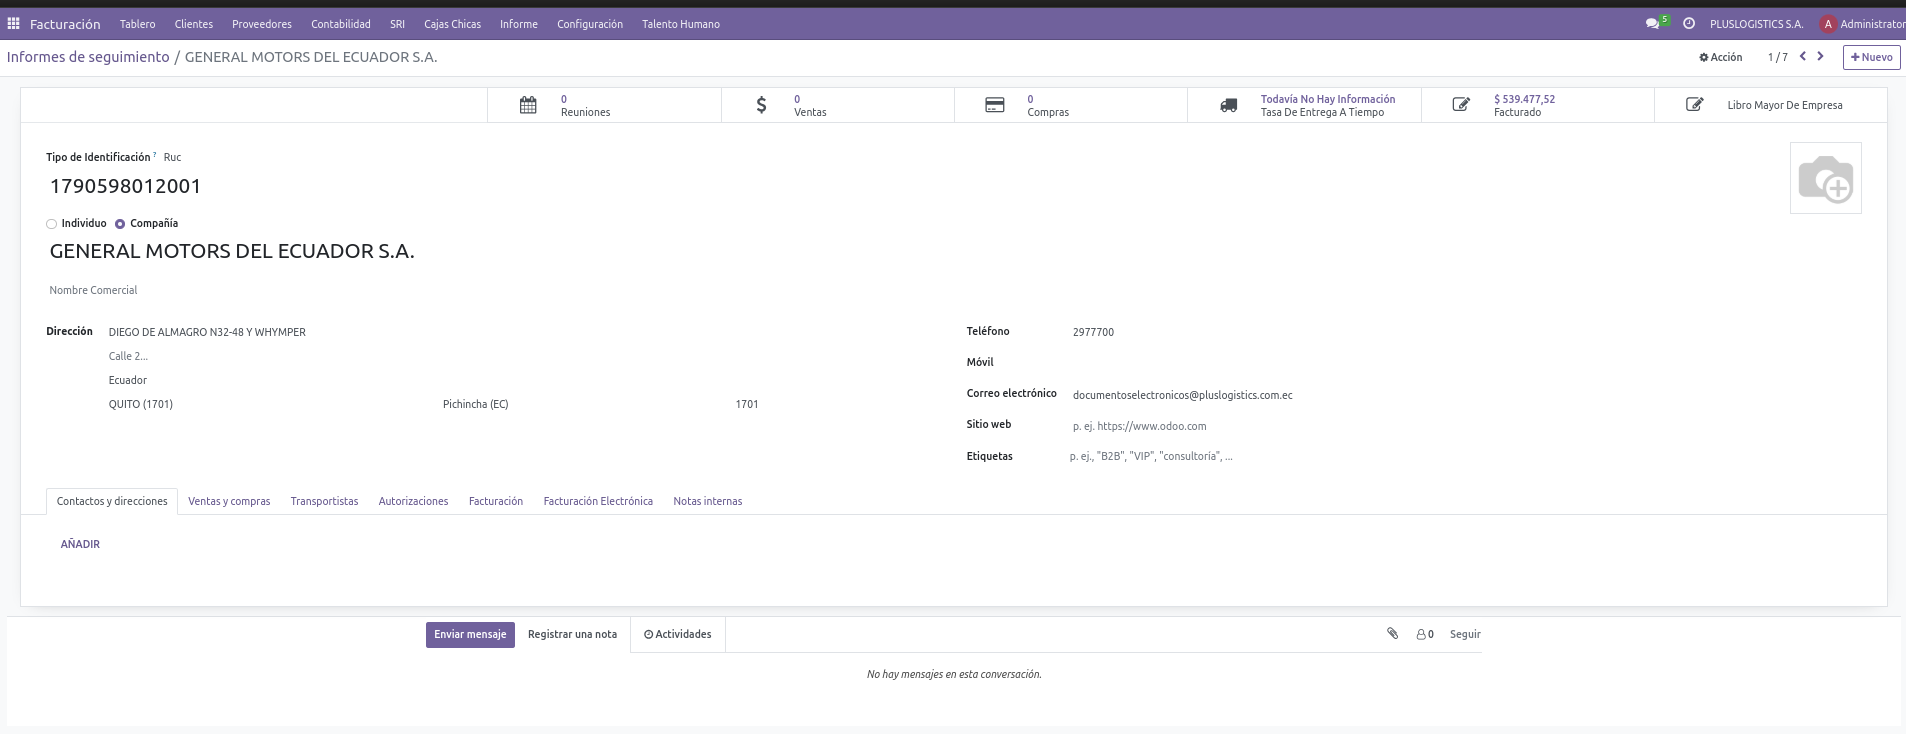 Facturación Tablero Clientes Proveedores Contabilidad SRI Cajas Chicas Informe Configuración Talento Humano 5 PLUSLOGISTICS S.A. A Administrator
Informes de seguimiento / GENERAL MOTORS DEL ECUADOR S.A. Acción 1 / 7 Nuevo
0 Reuniones
0 Ventas
0 Compras
Todavía No Hay Información
Tasa De Entrega A Tiempo
$ 539.477,52
Facturado
Libro Mayor De Empresa
Tipo de Identificación ? Ruc
1790598012001
Individuo Compañía
GENERAL MOTORS DEL ECUADOR S.A.
Nombre Comercial
Dirección DIEGO DE ALMAGRO N32-48 Y WHYMPER
Calle 2...
Ecuador
QUITO (1701) Pichincha (EC) 1701
Teléfono 2977700
Móvil
Correo electrónico documentoselectronicos@pluslogistics.com.ec
Sitio web p. ej. https://www.odoo.com
Etiquetas p. ej., "B2B", "VIP", "consultoría", ...
Contactos y direcciones Ventas y compras Transportistas Autorizaciones Facturación Facturación Electrónica Notas internas
AÑADIR
Enviar mensaje Registrar una nota Actividades 0 Seguir
No hay mensajes en esta conversación.